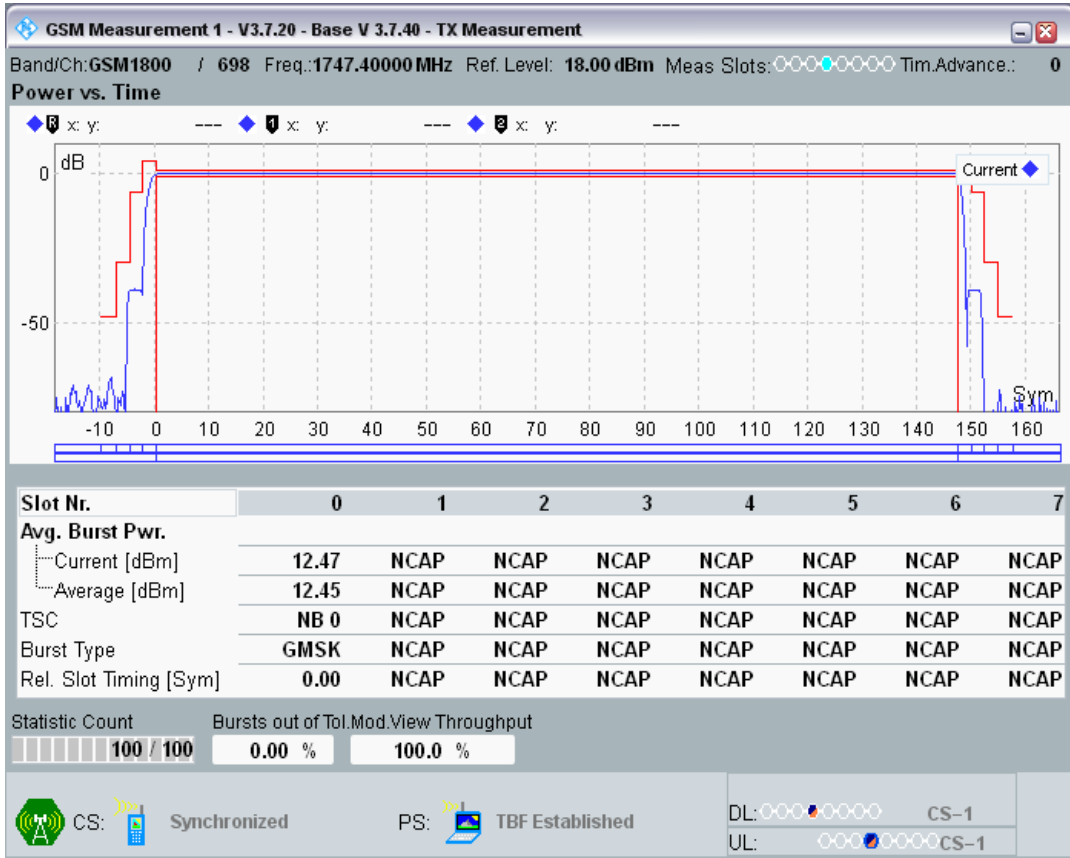 GSM Measurement 1 - V3.7.20 - Base V 3.7.40 - TX Measurement
Band/Ch:GSM1800 / 698 Freq.:1747.40000 MHz Ref. Level: 18.00 dBm Meas Slots: Tim.Advance.: 0
Power vs. Time
R x: y: --- 1 x: y: --- 2 x: y: ---
dB
Current
0
-50
Sym
-10 0 10 20 30 40 50 60 70 80 90 100 110 120 130 140 150 160
Slot Nr. 0 1 2 3 4 5 6 7
Avg. Burst Pwr.
Current [dBm] 12.47 NCAP NCAP NCAP NCAP NCAP NCAP NCAP
Average [dBm] 12.45 NCAP NCAP NCAP NCAP NCAP NCAP NCAP
TSC NB 0 NCAP NCAP NCAP NCAP NCAP NCAP NCAP
Burst Type GMSK NCAP NCAP NCAP NCAP NCAP NCAP NCAP
Rel. Slot Timing [Sym] 0.00 NCAP NCAP NCAP NCAP NCAP NCAP NCAP
Statistic Count Bursts out of Tol. Mod.View Throughput
100 / 100 0.00 % 100.0 %
CS: Synchronized PS: TBF Established
DL: CS-1
UL: CS-1